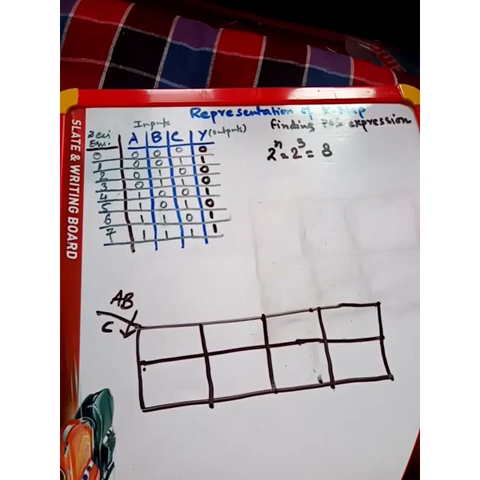 Representation of K-Map
finding POS expression
Inputs
Deci Equ. A B C Y (outputs)
0 0 0 0 0
1 0 0 1 1
2 0 1 0 0
3 0 1 1 0
4 1 0 0 1
5 1 0 1 0
6 1 1 0 1
7 1 1 1 1
2ⁿ = 2³ = 8
AB
C
SLATE & WRITING BOARD